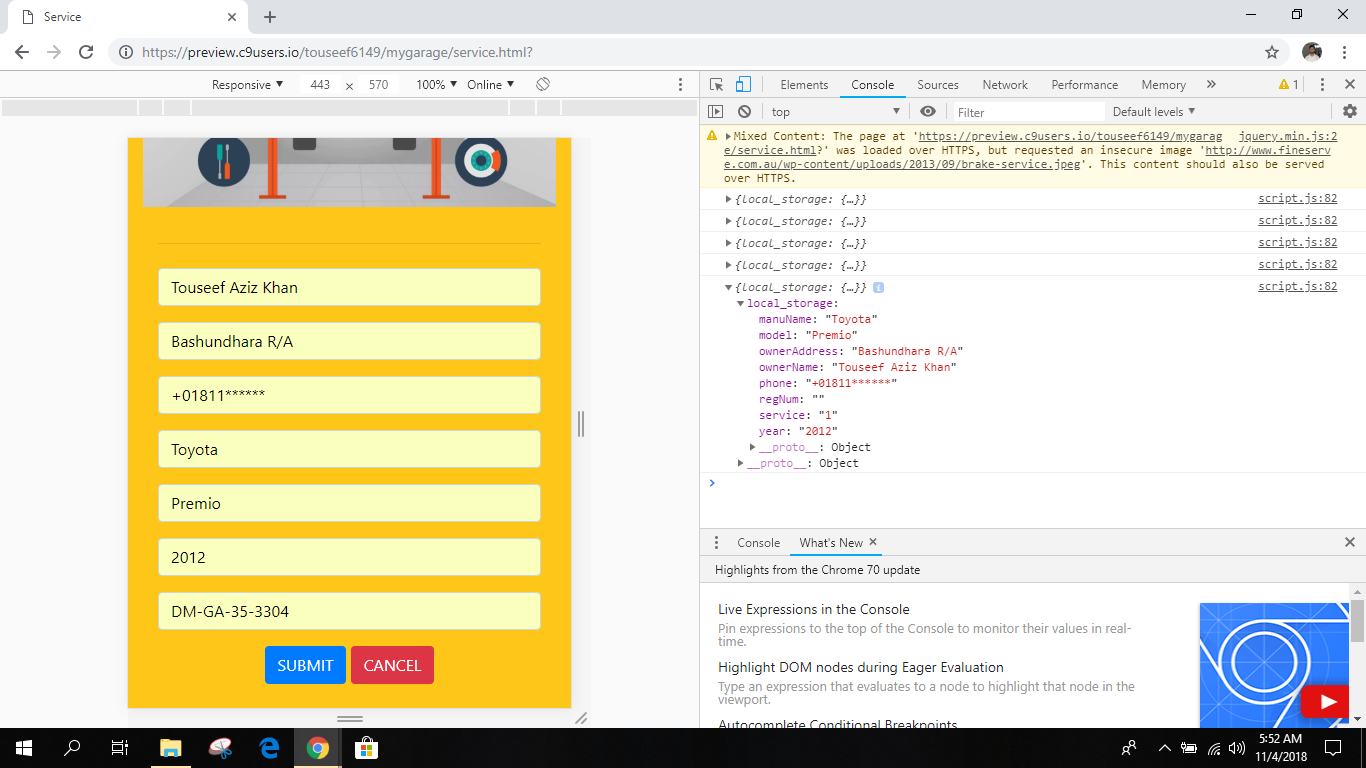 Service
https://preview.c9users.io/touseef6149/mygarage/service.html?
Responsive 443 × 570 100% Online
Elements Console Sources Network Performance Memory » 1
top Filter Default levels
Mixed Content: The page at 'https://preview.c9users.io/touseef6149/mygarag jquery.min.js:2
e/service.html?' was loaded over HTTPS, but requested an insecure image 'http://www.fineserv
e.com.au/wp-content/uploads/2013/09/brake-service.jpeg'. This content should also be served
over HTTPS.
{local_storage: {…}} script.js:82
{local_storage: {…}} script.js:82
{local_storage: {…}} script.js:82
{local_storage: {…}} script.js:82
{local_storage: {…}} i script.js:82
local_storage:
manuName: "Toyota"
model: "Premio"
ownerAddress: "Bashundhara R/A"
ownerName: "Touseef Aziz Khan"
phone: "+01811******"
regNum: ""
service: "1"
year: "2012"
__proto__: Object
__proto__: Object
Touseef Aziz Khan
Bashundhara R/A
+01811******
Toyota
Premio
2012
DM-GA-35-3304
SUBMIT CANCEL
Console What's New
Highlights from the Chrome 70 update
Live Expressions in the Console
Pin expressions to the top of the Console to monitor their values in real-
time.
Highlight DOM nodes during Eager Evaluation
Type an expression that evaluates to a node to highlight that node in the
viewport.
Autocomplete Conditional Breakpoints
5:52 AM
11/4/2018